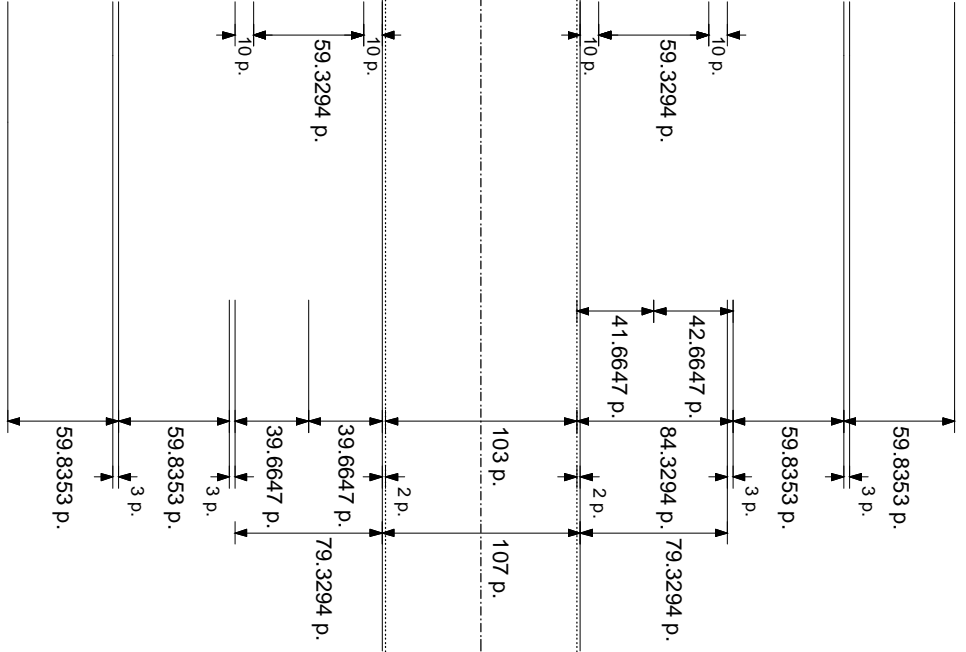 10 p.
59.3294 p.
10 p.
10 p.
59.3294 p.
10 p.
41.6647 p.
42.6647 p.
59.8353 p.
59.8353 p.
39.6647 p.
39.6647 p.
103 p.
84.3294 p.
59.8353 p.
59.8353 p.
3 p.
3 p.
2 p.
2 p.
3 p.
3 p.
79.3294 p.
107 p.
79.3294 p.